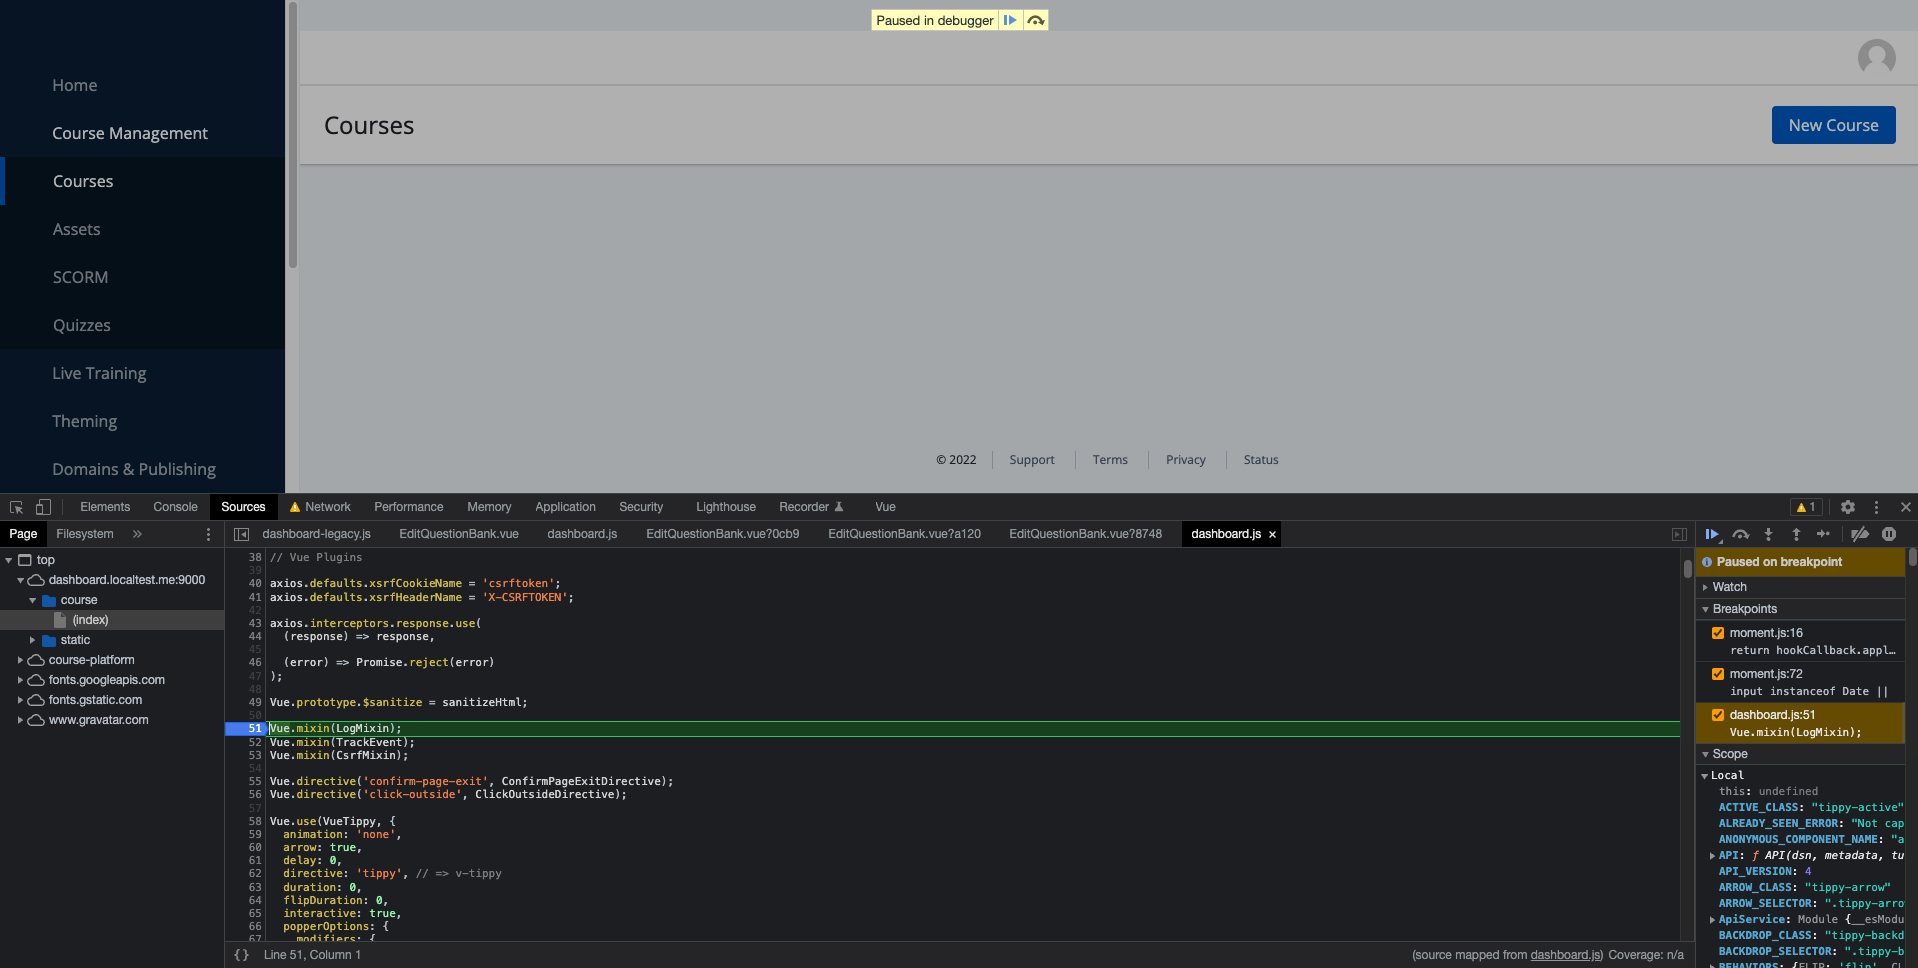 Paused in debugger
Home
Course Management
Courses
Assets
SCORM
Quizzes
Live Training
Theming
Domains & Publishing
Courses
New Course
© 2022
Support
Terms
Privacy
Status
Elements
Console
Sources
Network
Performance
Memory
Application
Security
Lighthouse
Recorder
Vue
1
Page
Filesystem
»
dashboard-legacy.js
EditQuestionBank.vue
dashboard.js
EditQuestionBank.vue?0cb9
EditQuestionBank.vue?a120
EditQuestionBank.vue?8748
dashboard.js ×
top
dashboard.localtest.me:9000
course
(index)
static
course-platform
fonts.googleapis.com
fonts.gstatic.com
www.gravatar.com
38 // Vue Plugins
39
40 axios.defaults.xsrfCookieName = 'csrftoken';
41 axios.defaults.xsrfHeaderName = 'X-CSRFTOKEN';
42
43 axios.interceptors.response.use(
44 (response) => response,
45
46 (error) => Promise.reject(error)
47 );
48
49 Vue.prototype.$sanitize = sanitizeHtml;
50
51 Vue.mixin(LogMixin);
52 Vue.mixin(TrackEvent);
53 Vue.mixin(CsrfMixin);
54
55 Vue.directive('confirm-page-exit', ConfirmPageExitDirective);
56 Vue.directive('click-outside', ClickOutsideDirective);
57
58 Vue.use(VueTippy, {
59 animation: 'none',
60 arrow: true,
61 delay: 0,
62 directive: 'tippy', // => v-tippy
63 duration: 0,
64 flipDuration: 0,
65 interactive: true,
66 popperOptions: {
67 modifiers: {
{} Line 51, Column 1
(source mapped from dashboard.js) Coverage: n/a
Paused on breakpoint
Watch
Breakpoints
moment.js:16
return hookCallback.appl…
moment.js:72
input instanceof Date ||
dashboard.js:51
Vue.mixin(LogMixin);
Scope
Local
this: undefined
ACTIVE_CLASS: "tippy-active"
ALREADY_SEEN_ERROR: "Not cap
ANONYMOUS_COMPONENT_NAME: "a
API: ƒ API(dsn, metadata, tu
API_VERSION: 4
ARROW_CLASS: "tippy-arrow"
ARROW_SELECTOR: ".tippy-arro
ApiService: Module {__esModu
BACKDROP_CLASS: "tippy-backd
BACKDROP_SELECTOR: ".tippy-b
BEHAVIORS: {FLIP: 'flip', CL